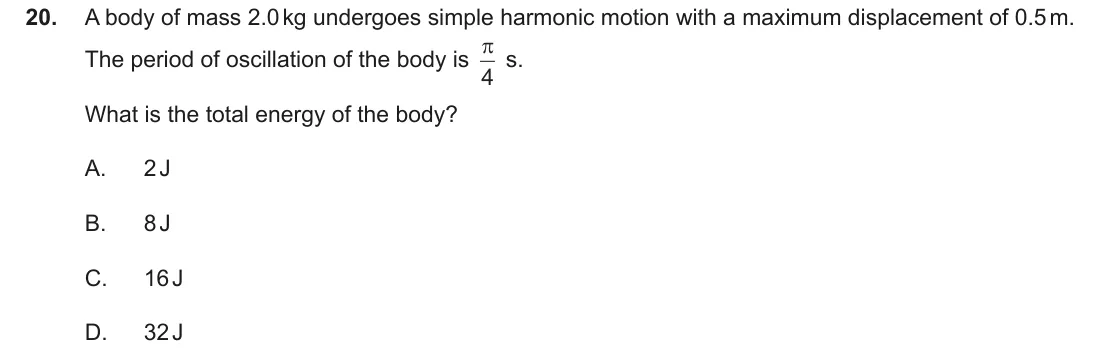 20. A body of mass 2.0 kg undergoes simple harmonic motion with a maximum displacement of 0.5 m.
The period of oscillation of the body is π/4 s.
What is the total energy of the body?
A. 2 J
B. 8 J
C. 16 J
D. 32 J